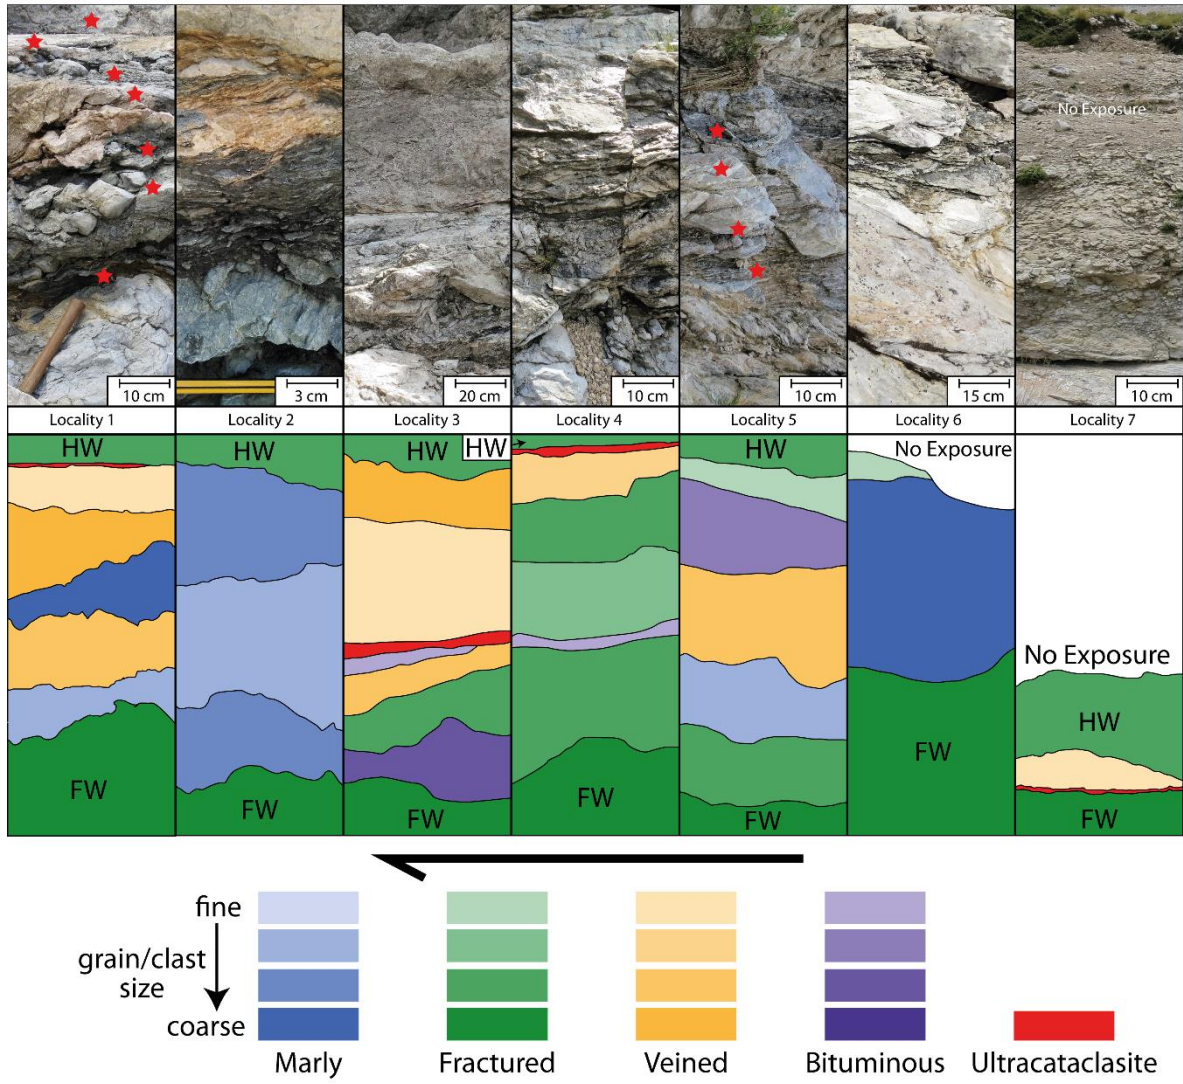 No Exposure
10 cm
3 cm
20 cm
10 cm
10 cm
15 cm
10 cm
Locality 1
Locality 2
Locality 3
Locality 4
Locality 5
Locality 6
Locality 7
HW
HW
HW
HW
HW
No Exposure
No Exposure
HW
FW
FW
FW
FW
FW
FW
FW
fine
grain/clast
size
coarse
Marly
Fractured
Veined
Bituminous
Ultracataclasite